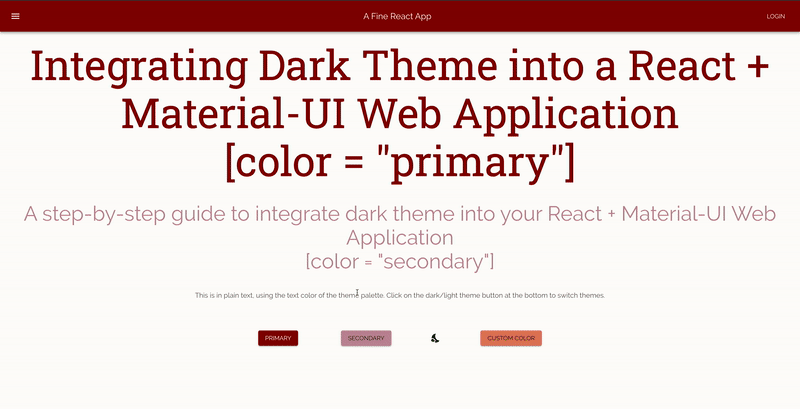 A Fine React App
LOGIN
Integrating Dark Theme into a React +
Material-UI Web Application
[color = "primary"]
A step-by-step guide to integrate dark theme into your React + Material-UI Web
Application
[color = "secondary"]
This is in plain text, using the text color of the theme palette. Click on the dark/light theme button at the bottom to switch themes.
PRIMARY
SECONDARY
CUSTOM COLOR